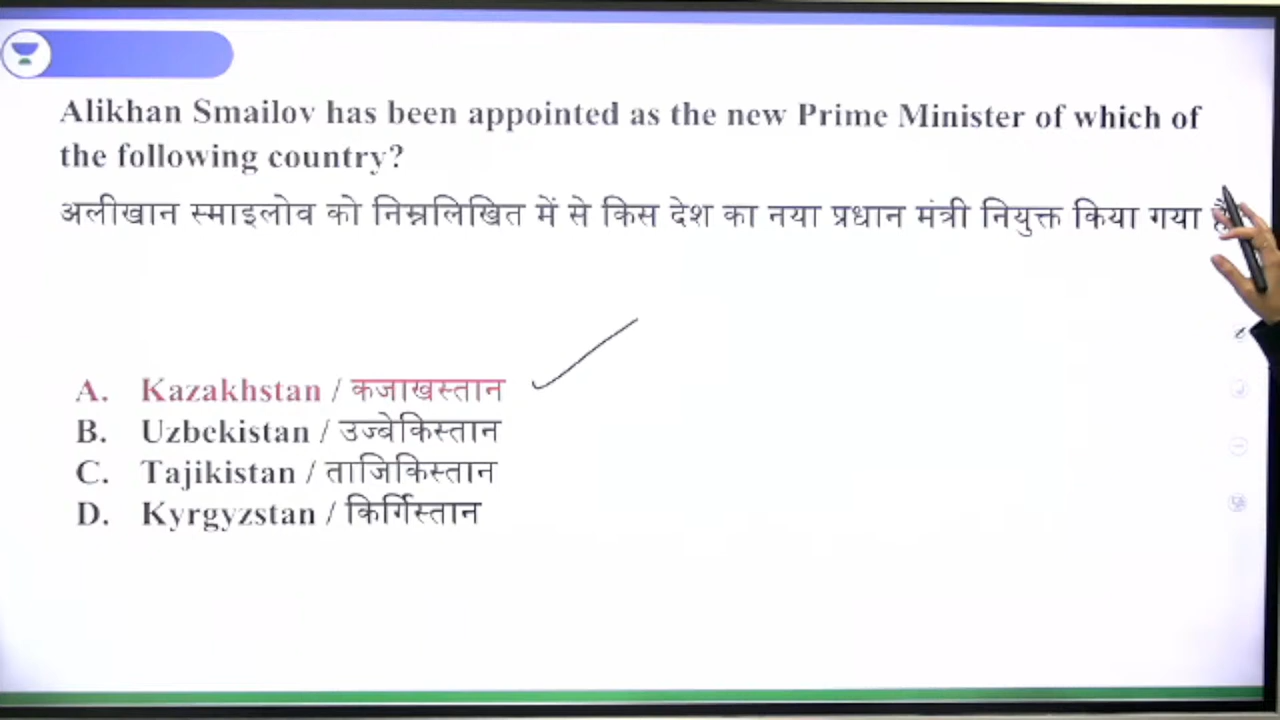 Alikhan Smailov has been appointed as the new Prime Minister of which of
the following country?
अलीखान स्माइलोव को निम्नलिखित में से किस देश का नया प्रधान मंत्री नियुक्त किया गया है
A. Kazakhstan / कजाखस्तान
B. Uzbekistan / उज्बेकिस्तान
C. Tajikistan / ताजिकिस्तान
D. Kyrgyzstan / किर्गिस्तान